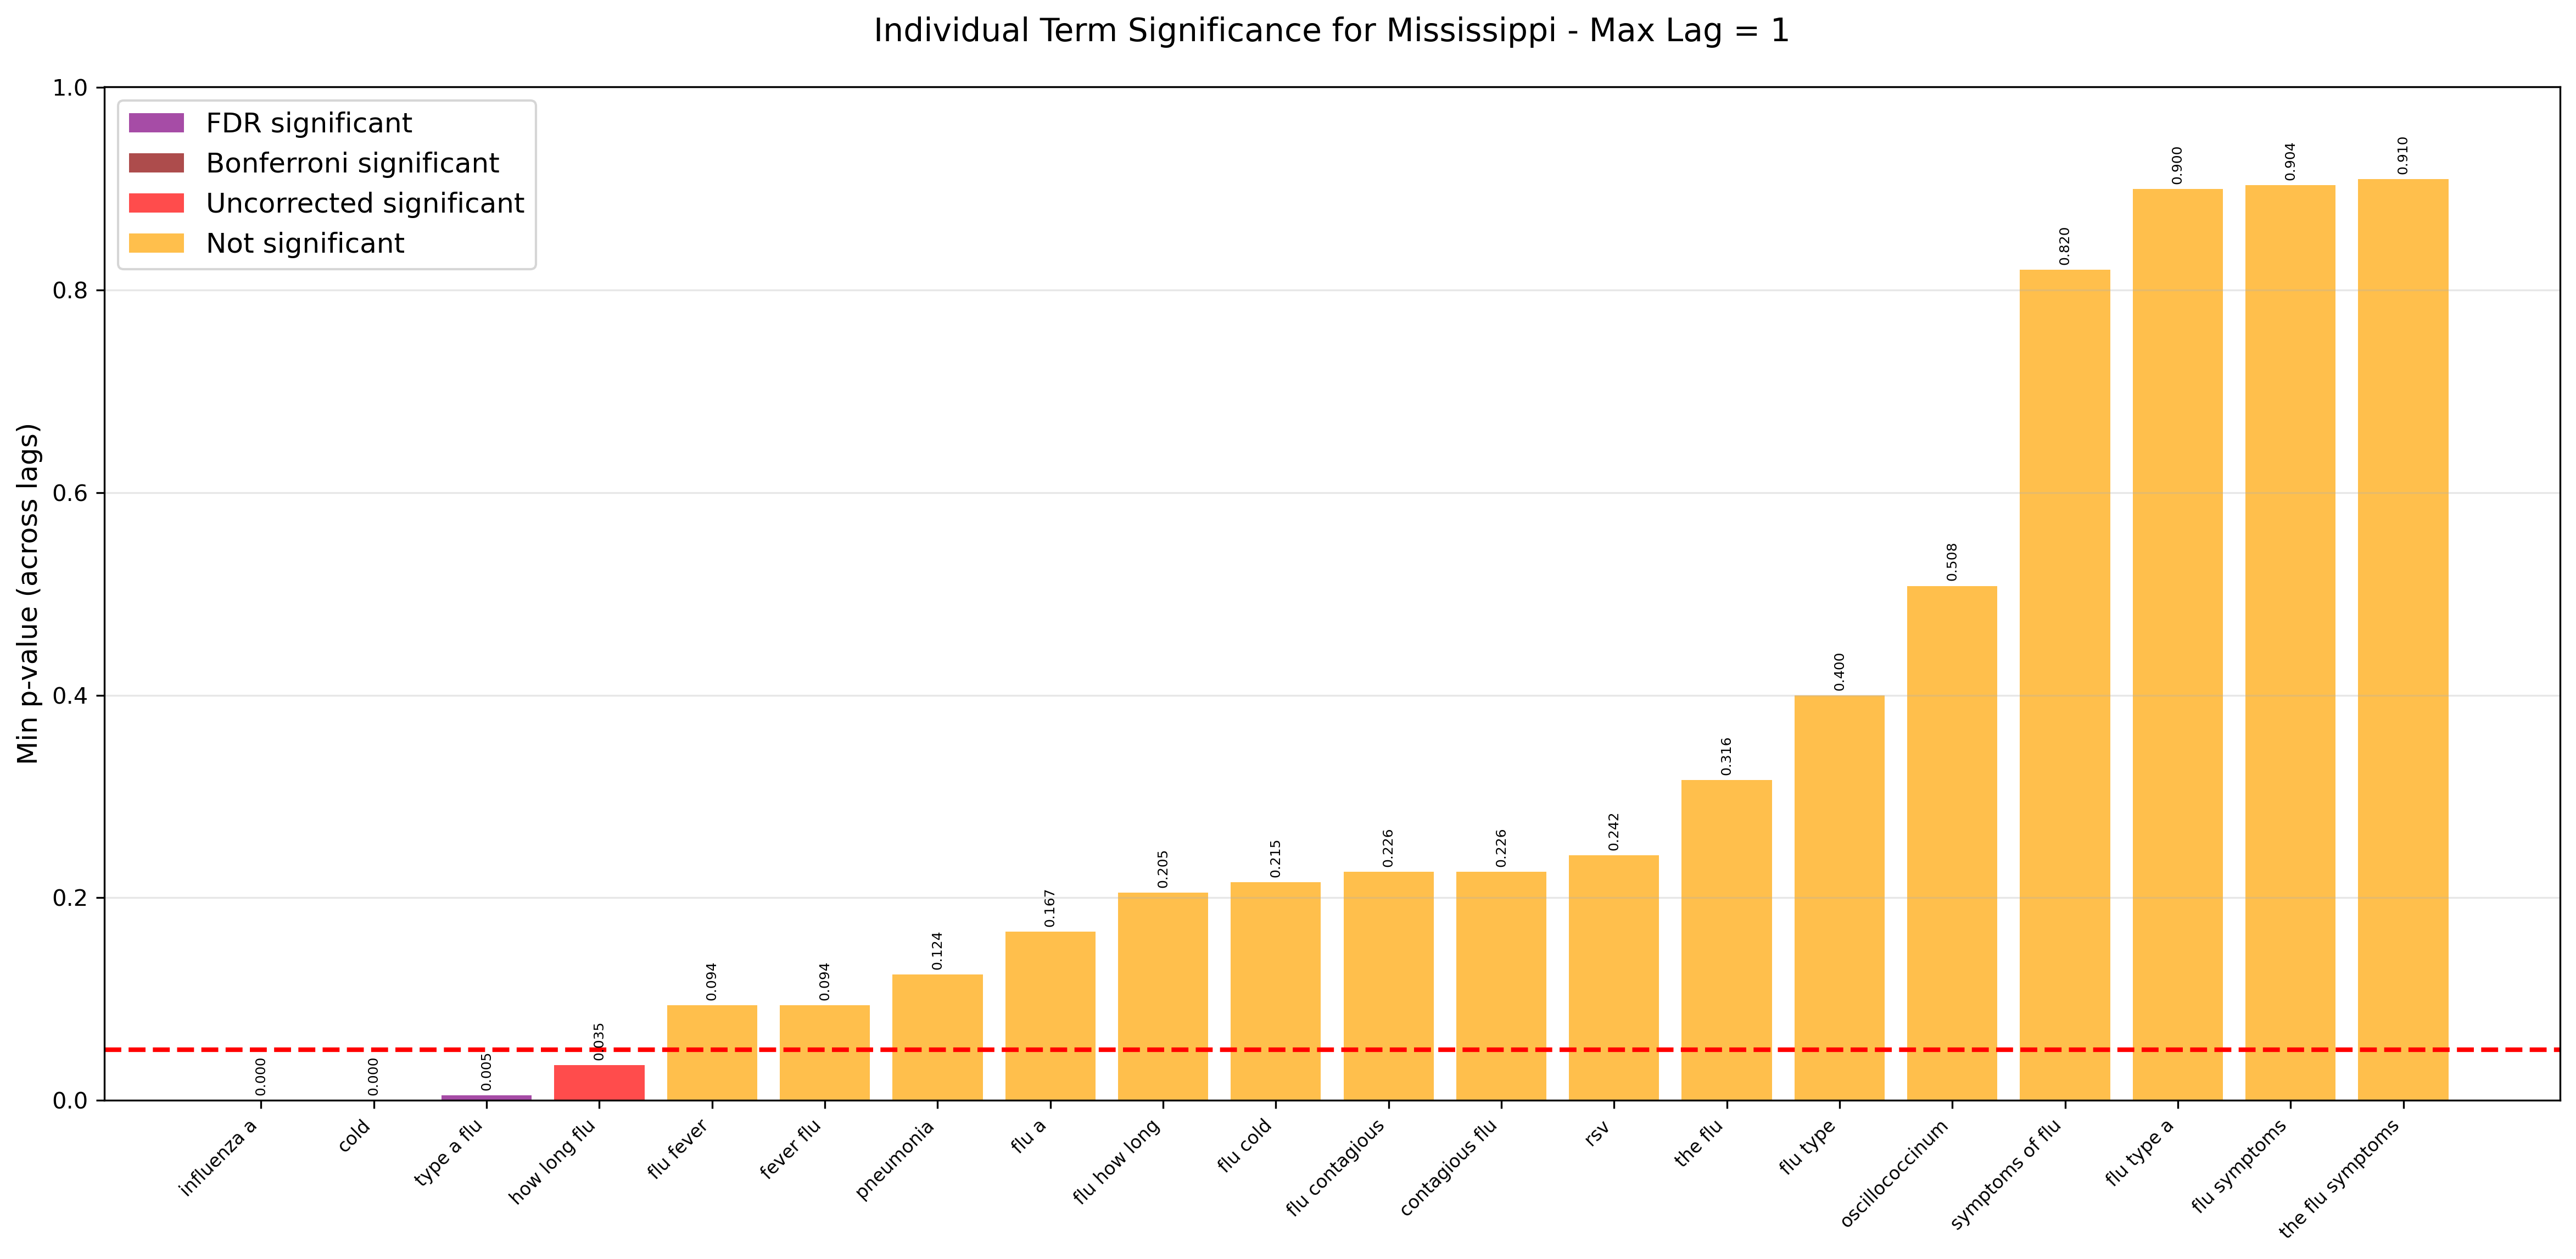 Individual Term Significance for Mississippi - Max Lag = 1
Min p-value (across lags)
1.0
0.8
0.6
0.4
0.2
0.0
FDR significant
Bonferroni significant
Uncorrected significant
Not significant
0.000
0.000
0.005
0.035
0.094
0.094
0.124
0.167
0.205
0.215
0.226
0.226
0.242
0.316
0.400
0.508
0.820
0.900
0.904
0.910
influenza a
cold
type a flu
how long flu
flu fever
fever flu
pneumonia
flu a
flu how long
flu cold
flu contagious
contagious flu
rsv
the flu
flu type
oscillococcinum
symptoms of flu
flu type a
flu symptoms
the flu symptoms